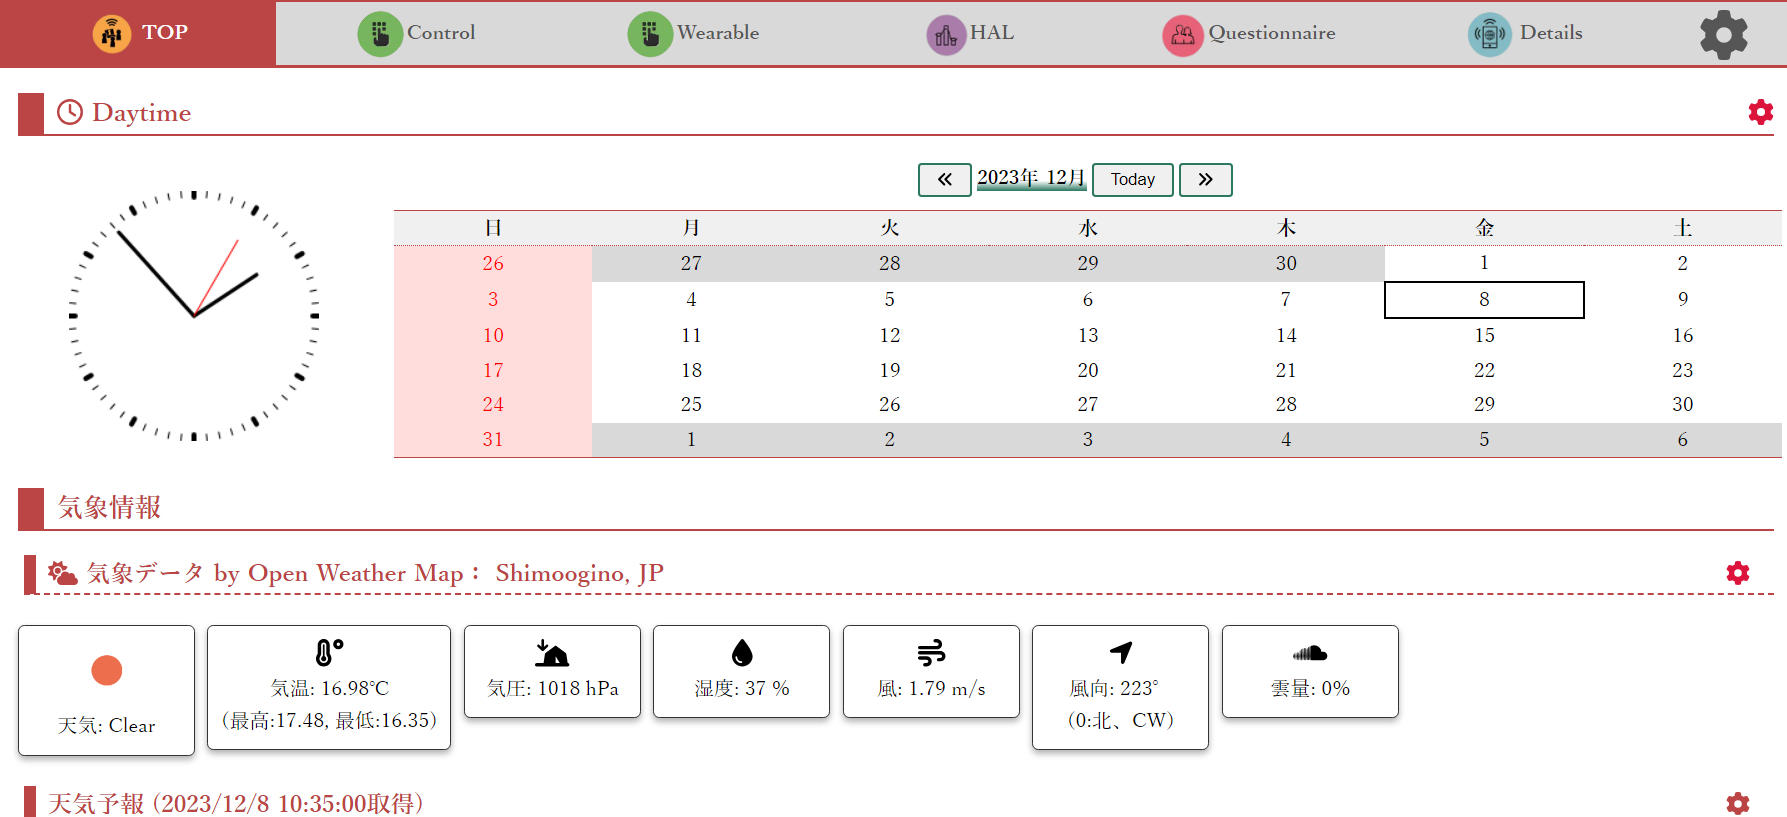 TOP Control Wearable HAL Questionnaire Details
Daytime
2023年 12月 Today
日 月 火 水 木 金 土
26 27 28 29 30 1 2
3 4 5 6 7 8 9
10 11 12 13 14 15 16
17 18 19 20 21 22 23
24 25 26 27 28 29 30
31 1 2 3 4 5 6
気象情報
気象データ by Open Weather Map： Shimoogino, JP
天気: Clear
気温: 16.98℃
（最高:17.48, 最低:16.35）
気圧: 1018 hPa
湿度: 37 %
風: 1.79 m/s
風向: 223°
（0:北、CW）
雲量: 0%
天気予報 (2023/12/8 10:35:00取得)